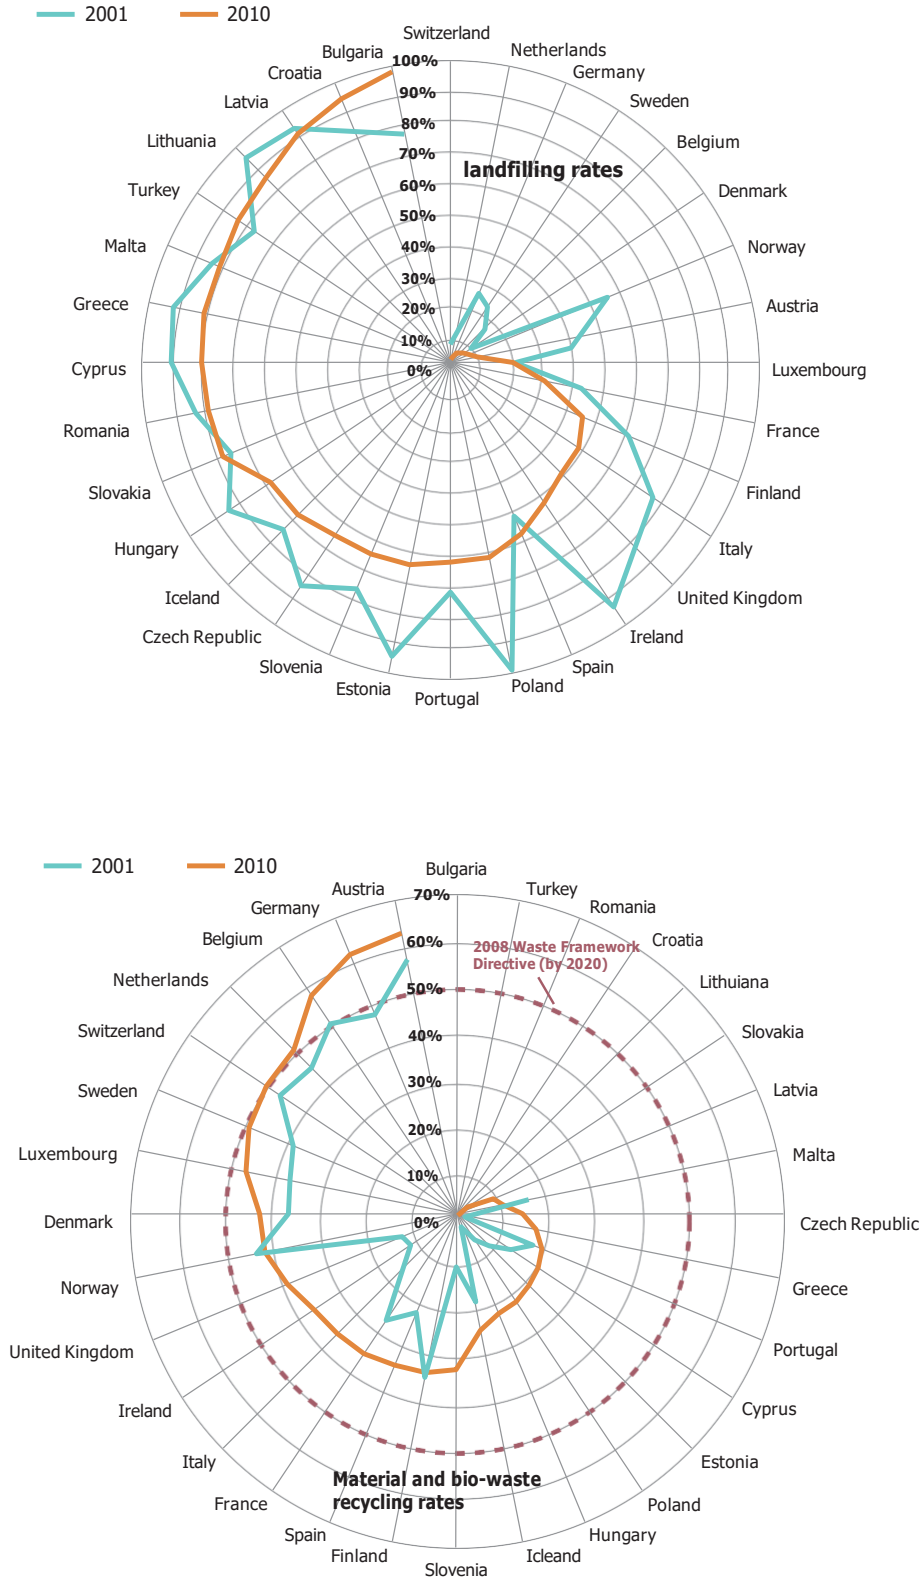 2001
2010
Switzerland
Netherlands
Germany
Sweden
Belgium
Denmark
Norway
Austria
Luxembourg
France
Finland
Italy
United Kingdom
Ireland
Spain
Poland
Portugal
Estonia
Slovenia
Czech Republic
Iceland
Hungary
Slovakia
Romania
Cyprus
Greece
Malta
Turkey
Lithuania
Latvia
Croatia
Bulgaria
100%
90%
80%
70%
60%
50%
40%
30%
20%
10%
0%
landfilling rates
2001
2010
Bulgaria
Turkey
Romania
Croatia
Lithuiana
Slovakia
Latvia
Malta
Czech Republic
Greece
Portugal
Cyprus
Estonia
Poland
Hungary
Icleand
Slovenia
Finland
Spain
France
Italy
Ireland
United Kingdom
Norway
Denmark
Luxembourg
Sweden
Switzerland
Netherlands
Belgium
Germany
Austria
70%
60%
50%
40%
30%
20%
10%
0%
2008 Waste Framework
Directive (by 2020)
Material and bio-waste
recycling rates